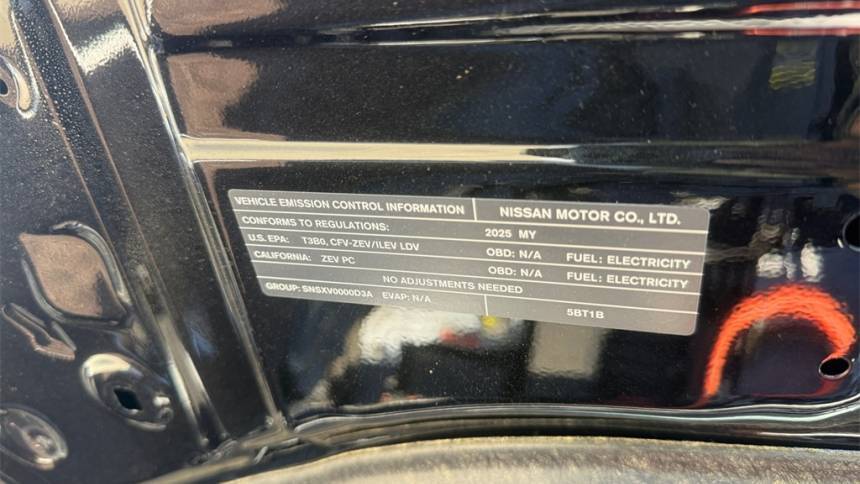 VEHICLE EMISSION CONTROL INFORMATION NISSAN MOTOR CO., LTD.
CONFORMS TO REGULATIONS: 2025 MY
U.S. EPA: T3B0, CFV-ZEV/ILEV LDV OBD: N/A FUEL: ELECTRICITY
CALIFORNIA: ZEV PC OBD: N/A FUEL: ELECTRICITY
NO ADJUSTMENTS NEEDED
GROUP: SNSXV0000D3A EVAP: N/A 5BT1B